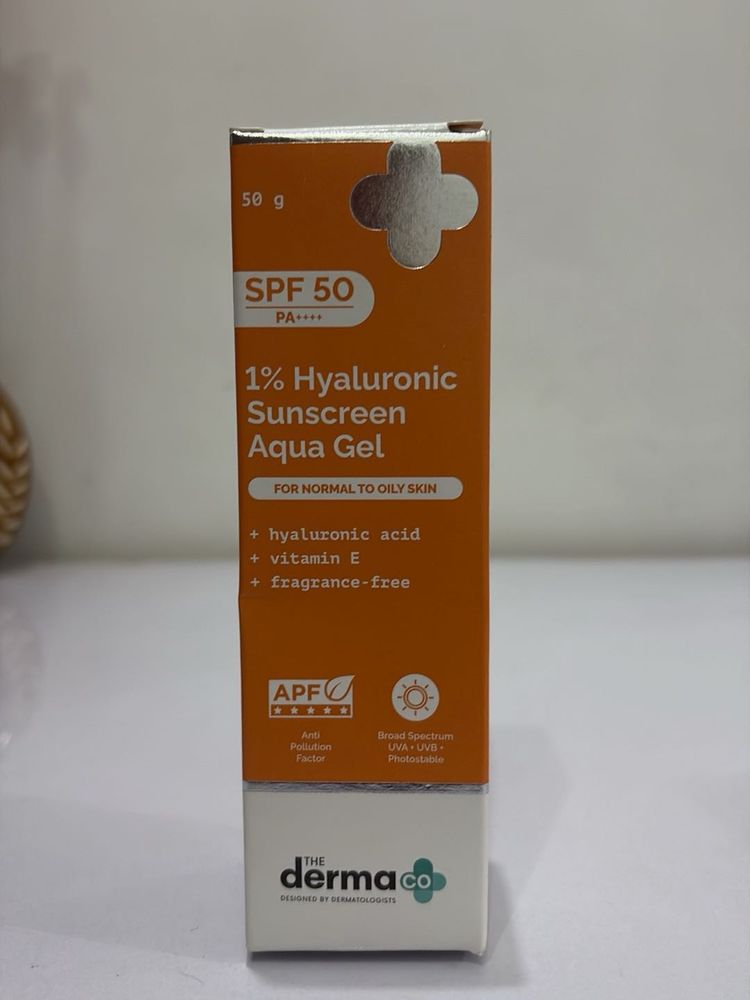 50 g
SPF 50
PA++++
1% Hyaluronic
Sunscreen
Aqua Gel
FOR NORMAL TO OILY SKIN
+ hyaluronic acid
+ vitamin E
+ fragrance-free
APF
Anti
Pollution
Factor
Broad Spectrum
UVA + UVB +
Photostable
THE
derma co
DESIGNED BY DERMATOLOGISTS